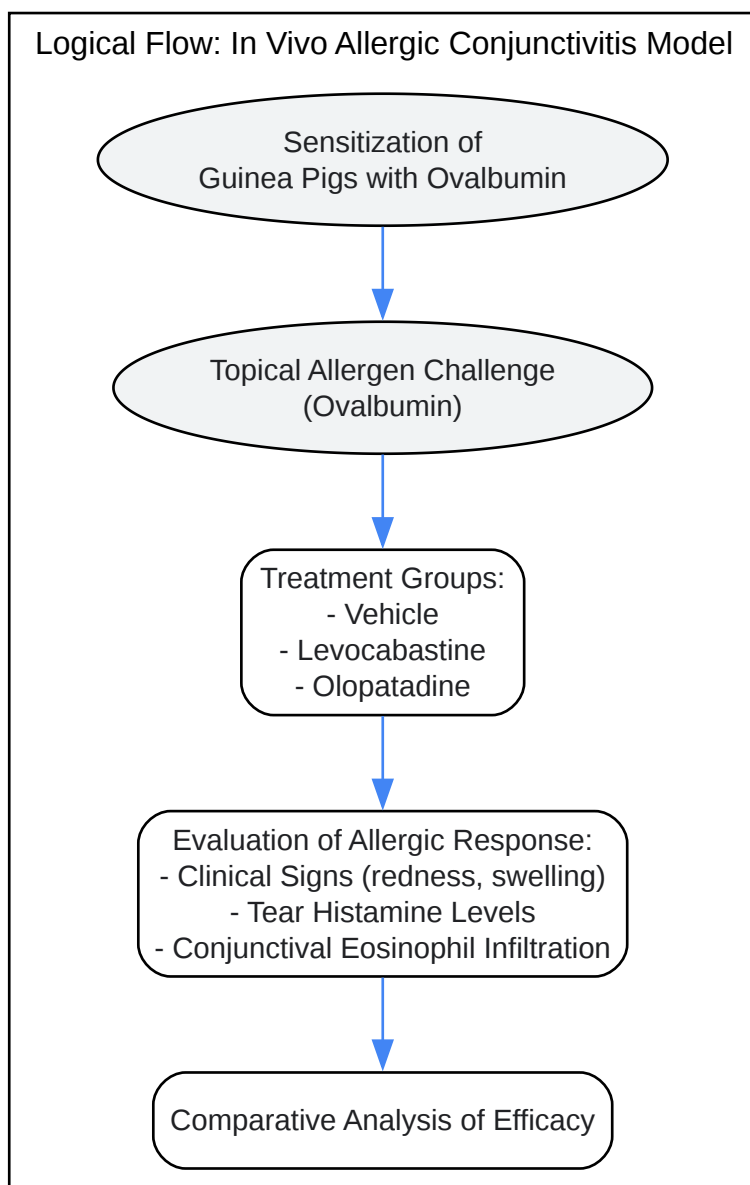 Logical Flow: In Vivo Allergic Conjunctivitis Model
Sensitization of
Guinea Pigs with Ovalbumin
Topical Allergen Challenge
(Ovalbumin)
Treatment Groups:
- Vehicle
- Levocabastine
- Olopatadine
Evaluation of Allergic Response:
- Clinical Signs (redness, swelling)
- Tear Histamine Levels
- Conjunctival Eosinophil Infiltration
Comparative Analysis of Efficacy